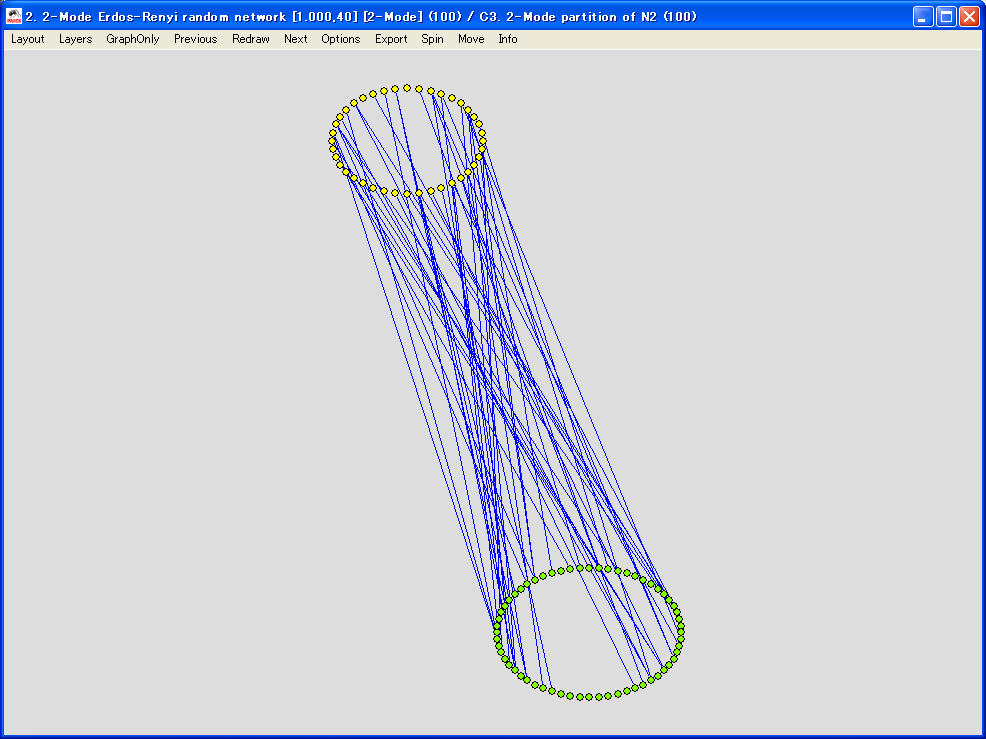 2. 2-Mode Erdos-Renyi random network [1.000,40] [2-Mode] (100) / C3. 2-Mode partition of N2 (100)
Layout Layers GraphOnly Previous Redraw Next Options Export Spin Move Info